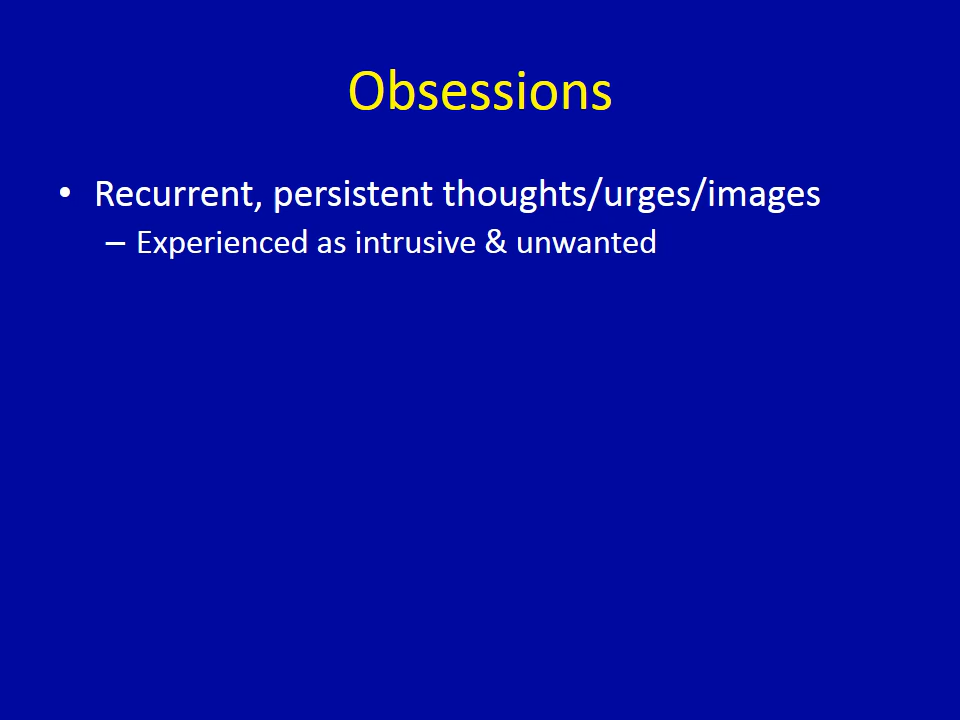 Obsessions
• Recurrent, persistent thoughts/urges/images
– Experienced as intrusive & unwanted